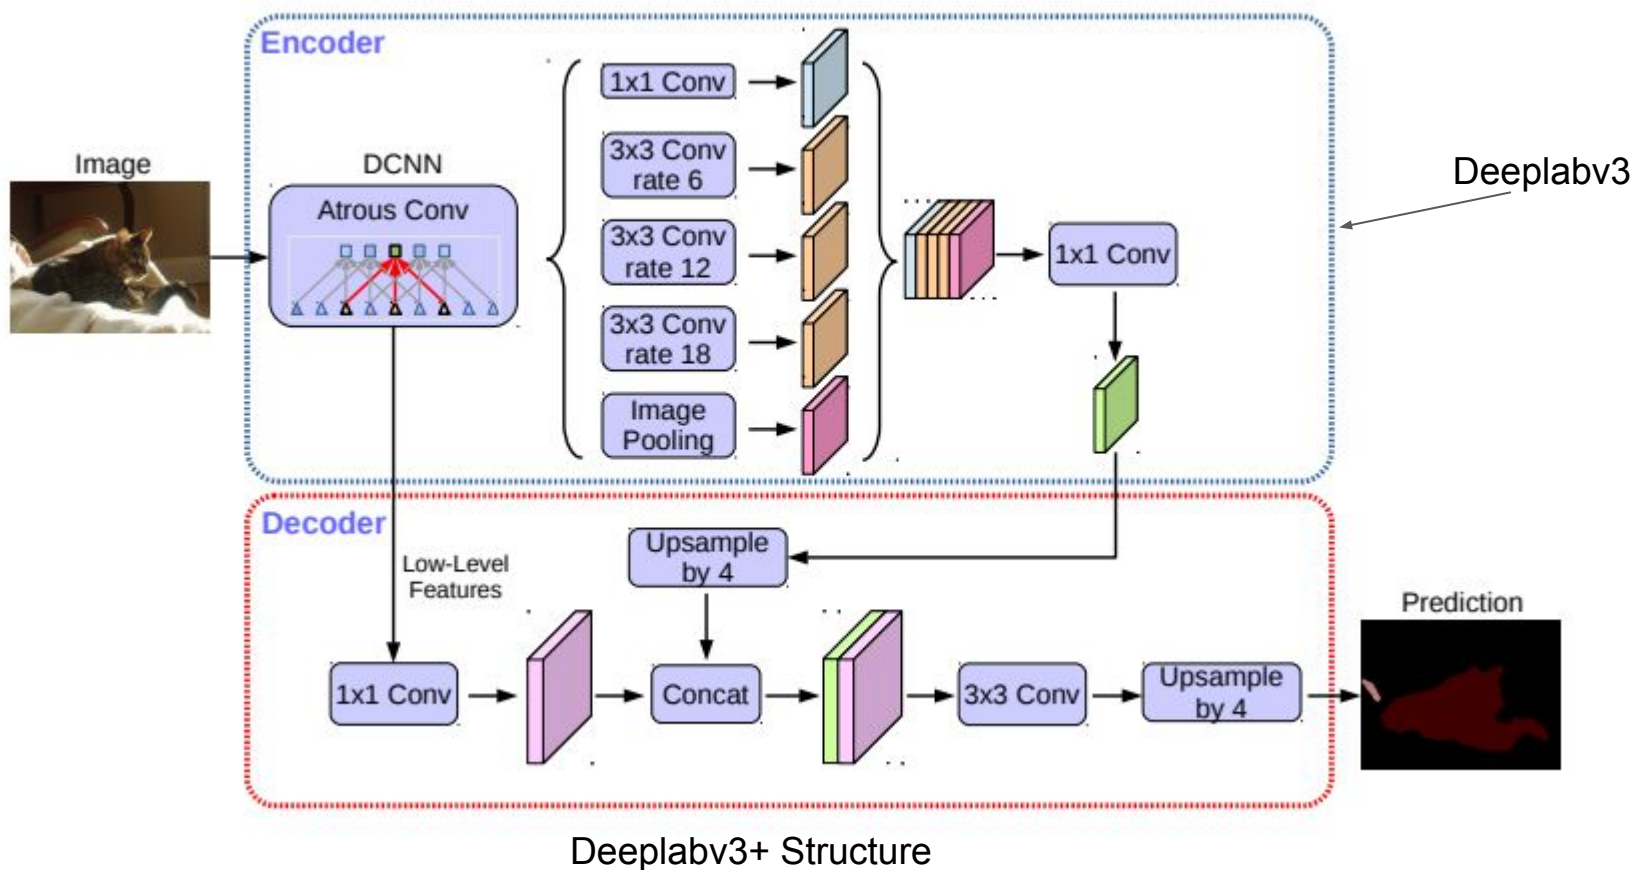 Encoder
Image
DCNN
Atrous Conv
1x1 Conv
3x3 Conv
rate 6
3x3 Conv
rate 12
3x3 Conv
rate 18
Image
Pooling
1x1 Conv
Deeplabv3
Decoder
Low-Level
Features
Upsample
by 4
1x1 Conv
Concat
3x3 Conv
Upsample
by 4
Prediction
Deeplabv3+ Structure